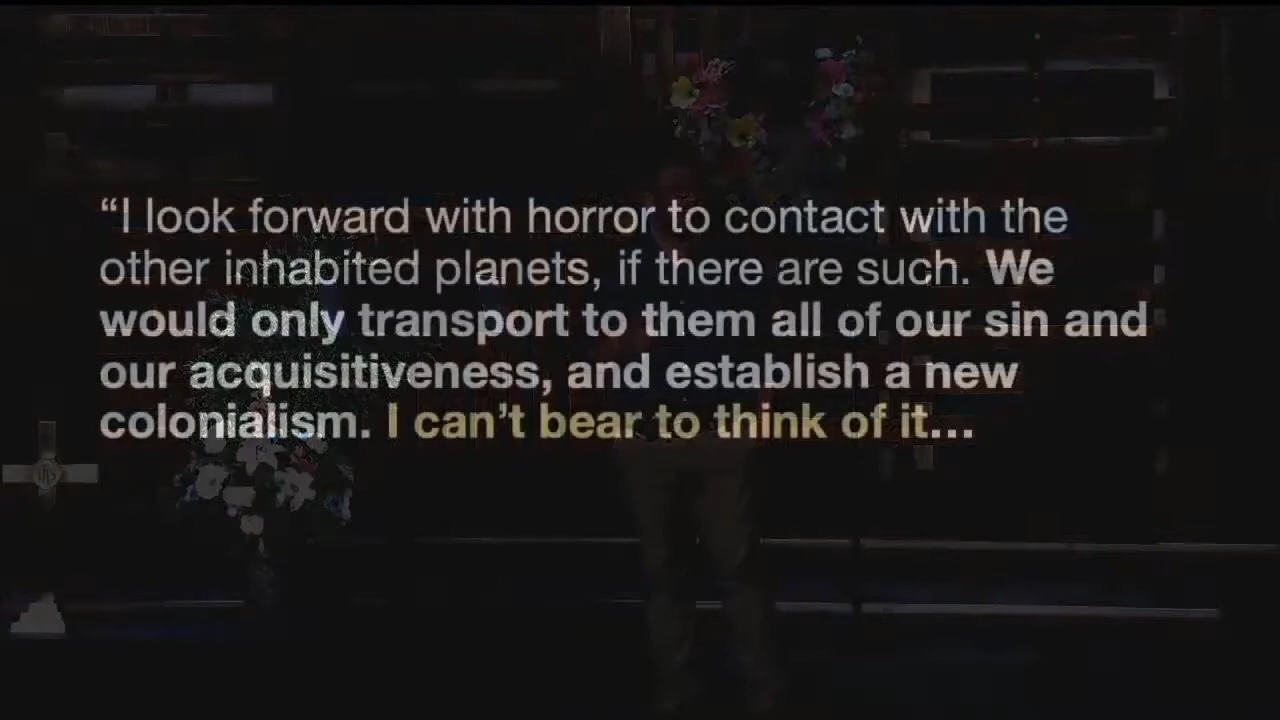 “I look forward with horror to contact with the
other inhabited planets, if there are such. We
would only transport to them all of our sin and
our acquisitiveness, and establish a new
colonialism. I can’t bear to think of it…